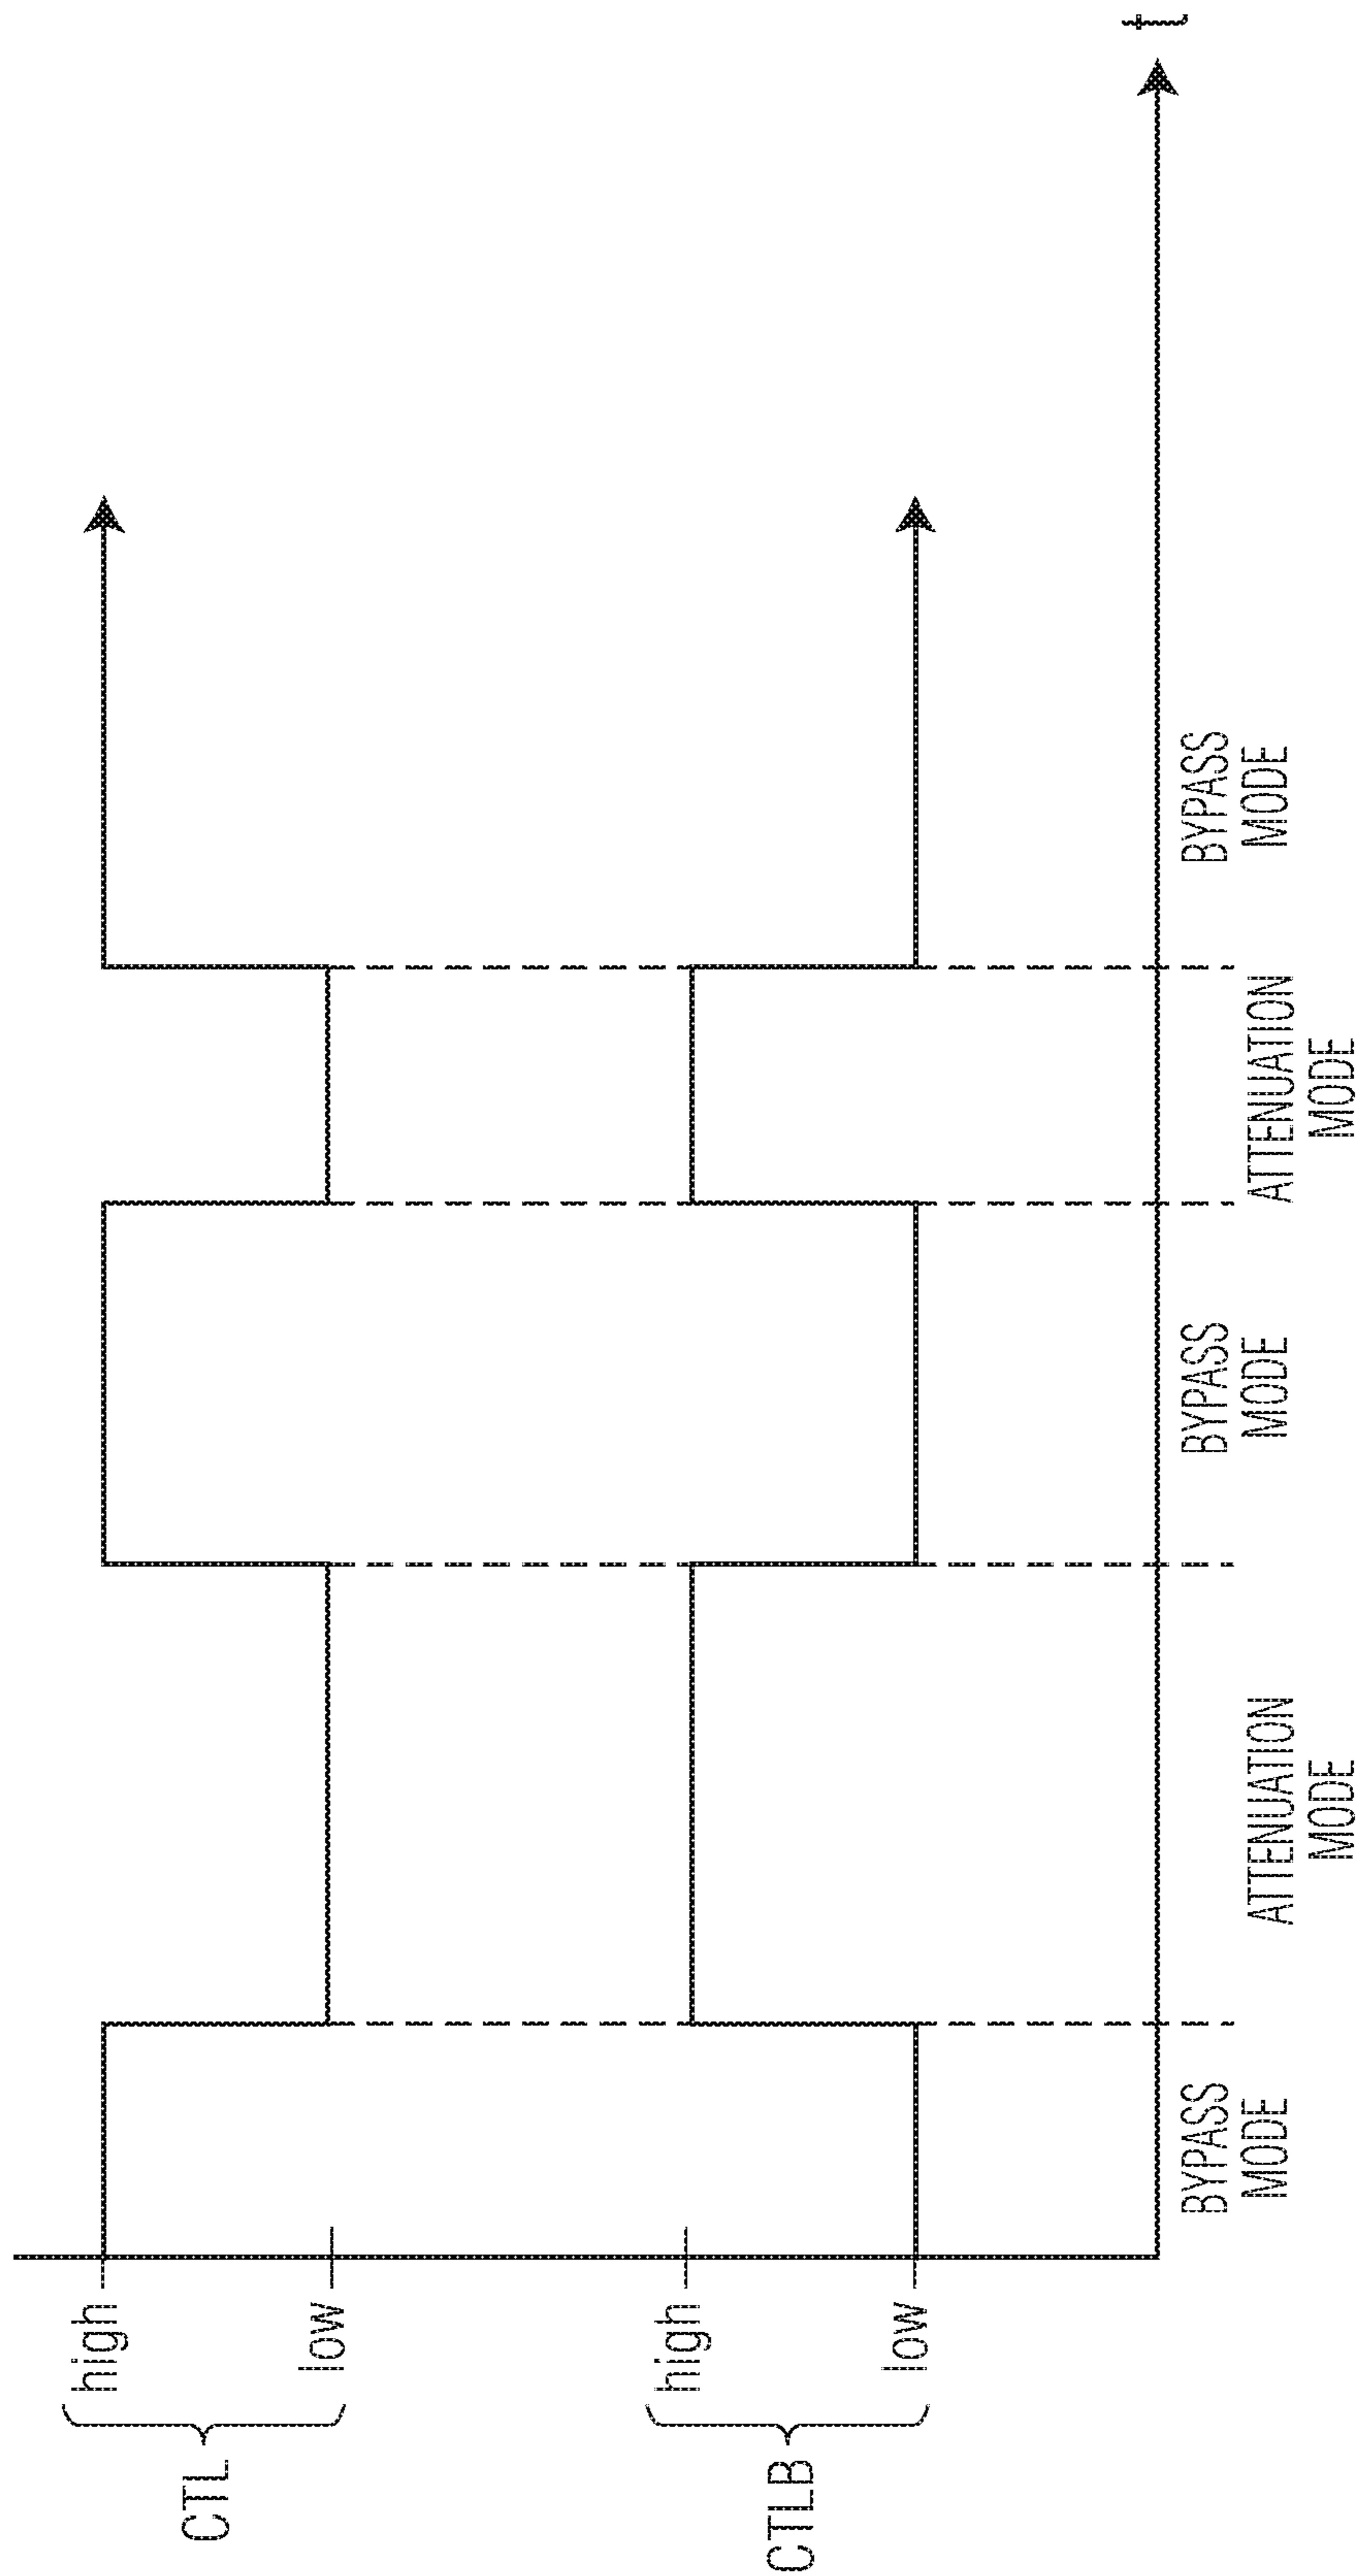 CTL
high
low
CTLB
high
low
BYPASS
MODE
ATTENUATION
MODE
BYPASS
MODE
ATTENUATION
MODE
BYPASS
MODE
t